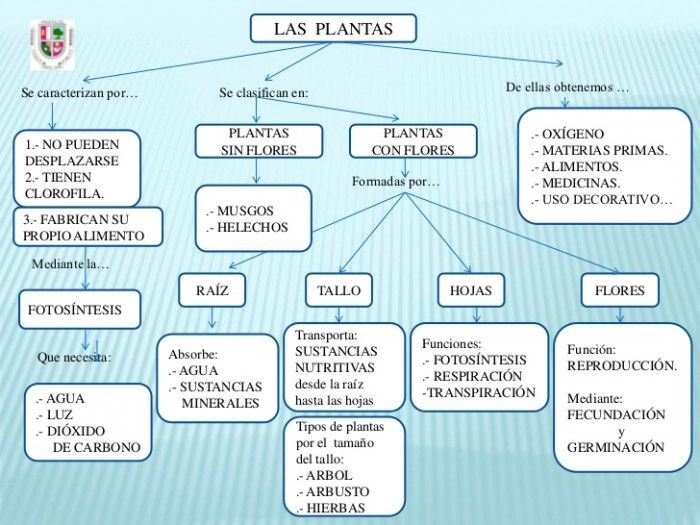 LAS PLANTAS
Se caracterizan por…
Se clasifican en:
De ellas obtenemos …
1.- NO PUEDEN
DESPLAZARSE
2.- TIENEN
CLOROFILA.
3.- FABRICAN SU
PROPIO ALIMENTO
Mediante la…
FOTOSÍNTESIS
Que necesita:
.- AGUA
.- LUZ
.- DIÓXIDO
DE CARBONO
PLANTAS
SIN FLORES
.- MUSGOS
.- HELECHOS
PLANTAS
CON FLORES
Formadas por…
RAÍZ
Absorbe:
.- AGUA
.- SUSTANCIAS
MINERALES
TALLO
Transporta:
SUSTANCIAS
NUTRITIVAS
desde la raíz
hasta las hojas
Tipos de plantas
por el tamaño
del tallo:
.- ARBOL
.- ARBUSTO
.- HIERBAS
HOJAS
Funciones:
.- FOTOSÍNTESIS
.- RESPIRACIÓN
-TRANSPIRACIÓN
FLORES
Función:
REPRODUCCIÓN.
Mediante:
FECUNDACIÓN
y
GERMINACIÓN
.- OXÍGENO
.- MATERIAS PRIMAS.
.- ALIMENTOS.
.- MEDICINAS.
.- USO DECORATIVO…